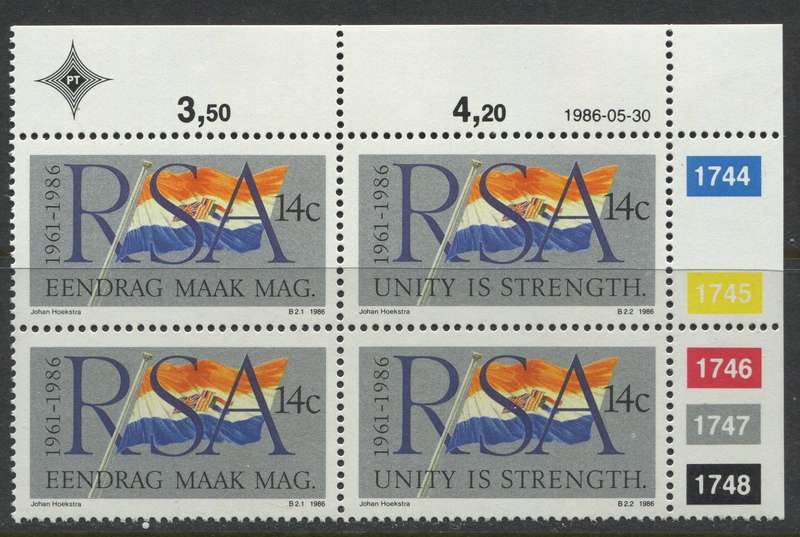 PT
3,50
4,20
1986-05-30
1961-1986
RSA
14c
EENDRAG MAAK MAG.
Johan Hoekstra
B 2.1 1986
1961-1986
RSA
14c
UNITY IS STRENGTH.
Johan Hoekstra
B 2.2 1986
1744
1745
1961-1986
RSA
14c
EENDRAG MAAK MAG.
Johan Hoekstra
B 2.1 1986
1961-1986
RSA
14c
UNITY IS STRENGTH.
Johan Hoekstra
B 2.2 1986
1746
1747
1748